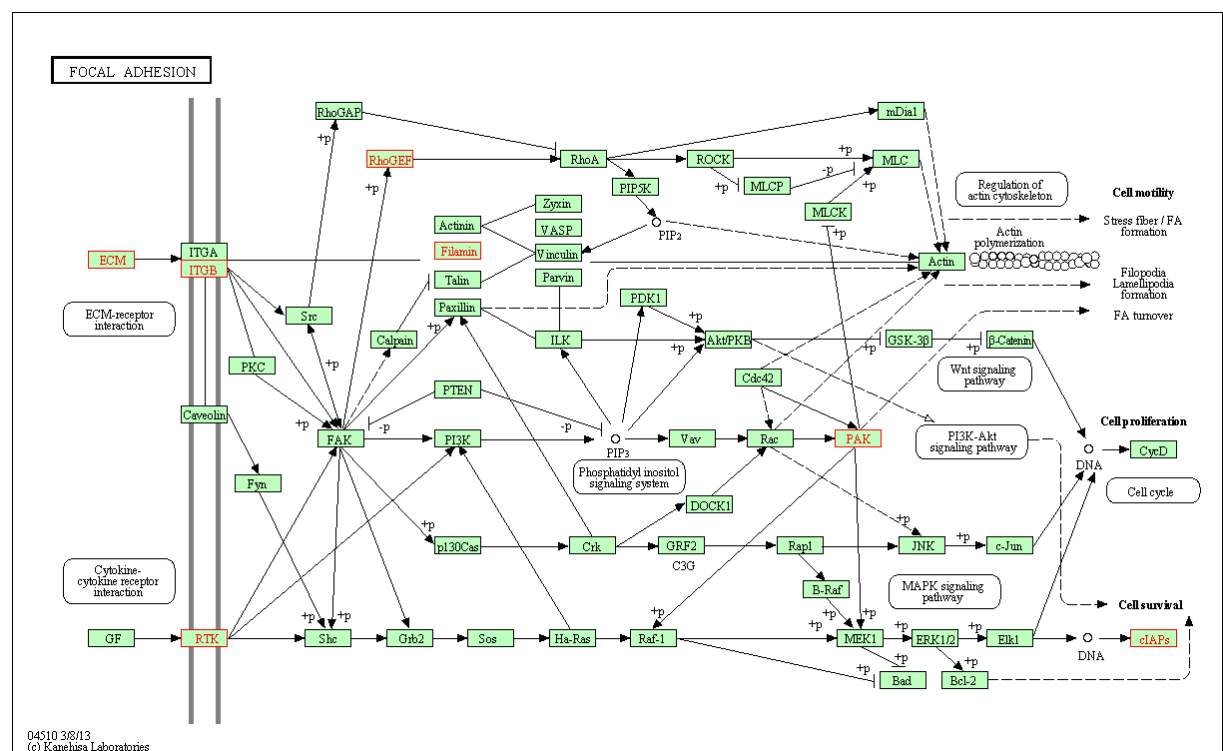 FOCAL ADHESION
RhoGAP
mDia1
+p
RhoGEF
RhoA
ROCK
+p
MLC
+p
PIP5K
+p
MLCP
-p
+p
Regulation of
actin cytoskeleton
Cell motility
Zyxin
MLCK
Actinin
VASP
PIP2
+p
Stress fiber / FA
formation
ITGA
Filamin
Vinculin
Actin
polymerization
ECM
ITGB
Actin
Talin
Parvin
Filopodia
Lamellipodia
formation
PDK1
ECM-receptor
interaction
Src
Paxillin
+p
FA turnover
+p
Calpain
ILK
+p
Akt/PKB
GSK-3β
+p
β-Catenin
+p
PKC
Wnt signaling
pathway
Cdc42
PTEN
Caveolin
+p
-p
-p
Cell proliferation
FAK
PI3K
PIP3
Vav
Rac
PAK
PI3K-Akt
signaling pathway
DNA
CycD
Phosphatidyl inositol
signaling system
Fyn
Cell cycle
DOCK1
+p
+p
p130Cas
Crk
GRF2
Rap1
JNK
+p
c-Jun
C3G
Cytokine-
cytokine receptor
interaction
B-Raf
MAPK signaling
pathway
+p
+p
+p
+p
+p
Cell survival
GF
RTK
Shc
Grb2
Sos
Ha-Ras
Raf-1
+p
MEK1
+p
ERK1/2
+p
Elk1
DNA
cIAPs
+p
+p
Bad
Bcl-2
04510 3/8/13
(c) Kanehisa Laboratories